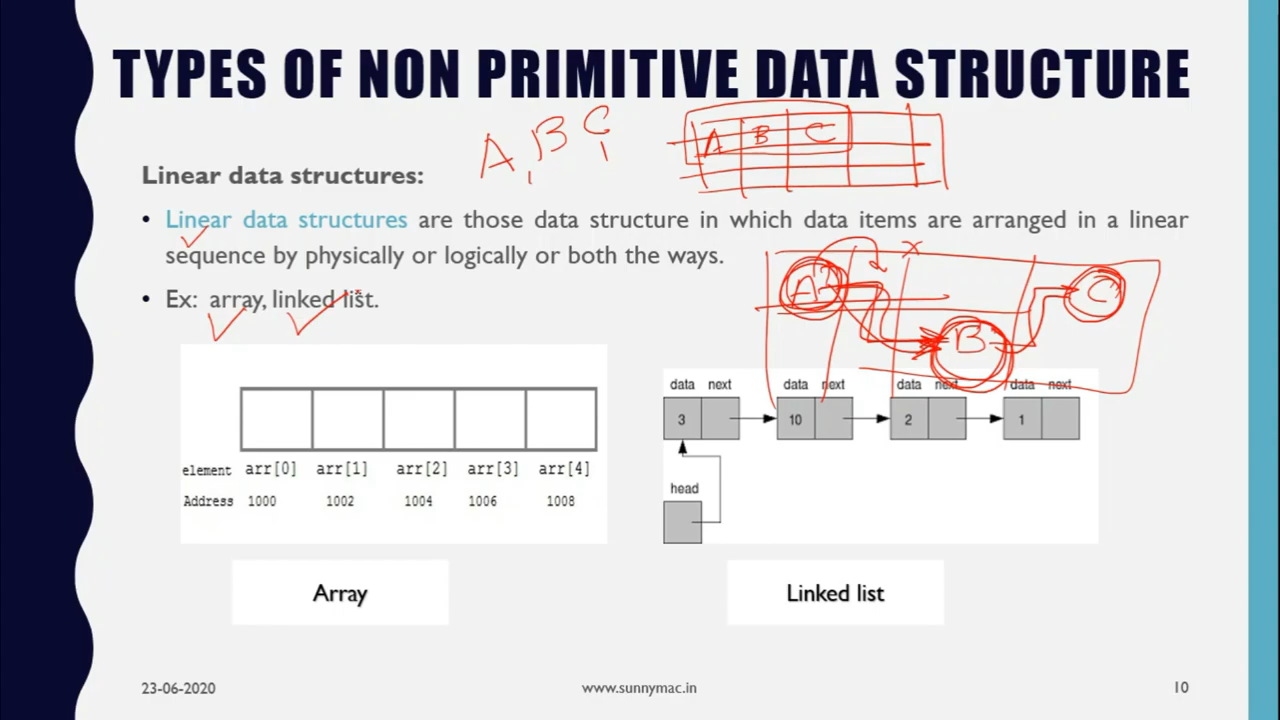 TYPES OF NON PRIMITIVE DATA STRUCTURE
A, B, C
A B C
Linear data structures:
• Linear data structures are those data structure in which data items are arranged in a linear
sequence by physically or logically or both the ways.
• Ex: array, linked list.
x
A
B
C
element arr[0] arr[1] arr[2] arr[3] arr[4]
Address 1000 1002 1004 1006 1008
data next data next data next data next
3 10 2 1
head
Array
Linked list
23-06-2020 www.sunnymac.in 10